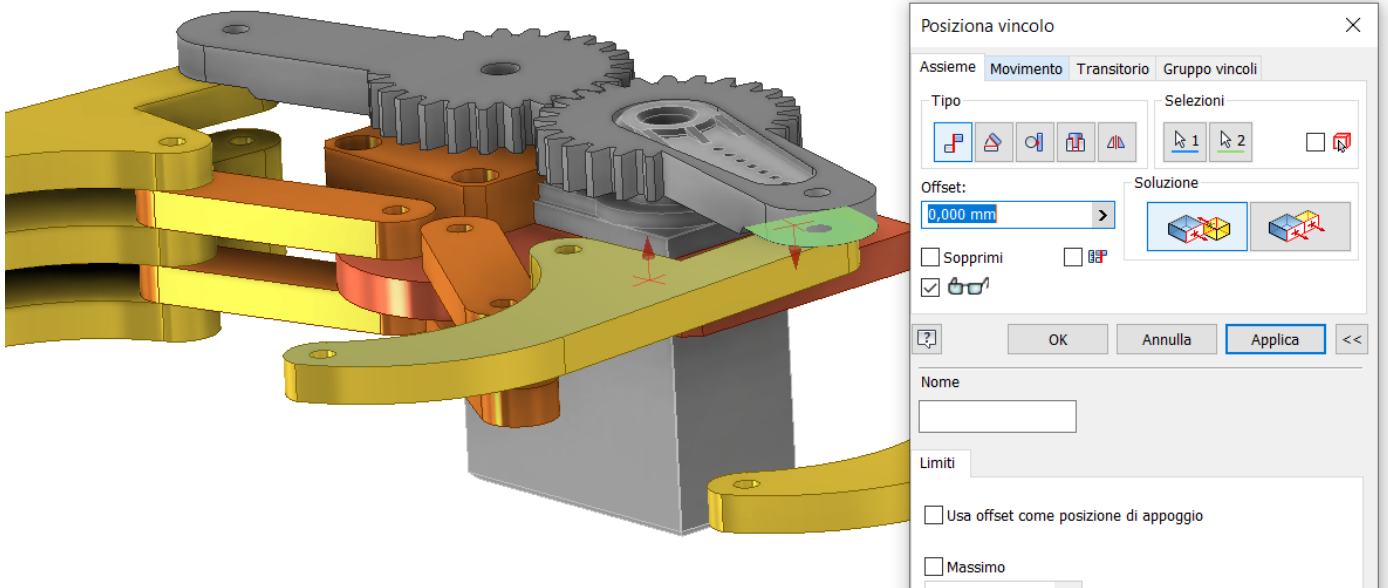 Posiziona vincolo
Assieme Movimento Transitorio Gruppo vincoli
Tipo Selezioni
1 2
Offset: Soluzione
0,000 mm
Sopprimi
OK Annulla Applica <<
Nome
Limiti
Usa offset come posizione di appoggio
Massimo